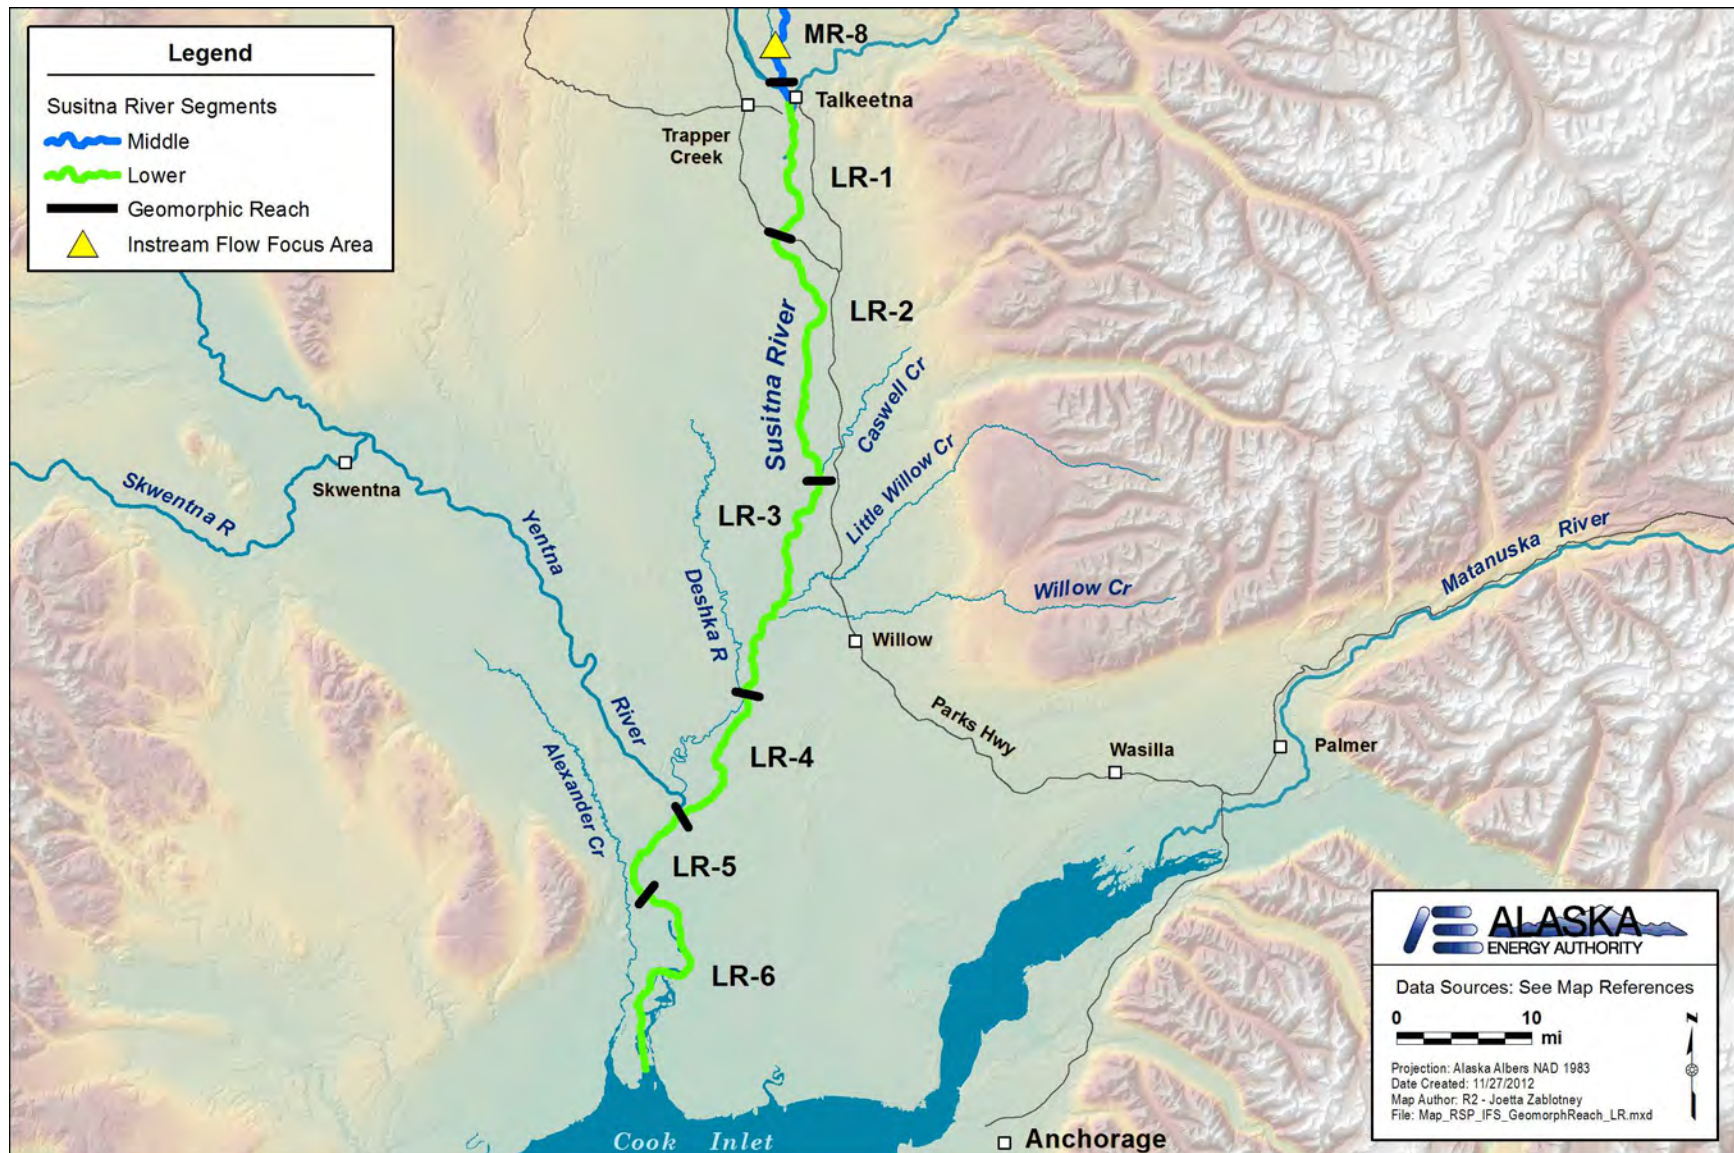 Legend
Susitna River Segments
Middle
Lower
Geomorphic Reach
Instream Flow Focus Area
MR-8
Talkeetna
Trapper
Creek
LR-1
LR-2
Susitna River
Caswell Cr
Little Willow Cr
LR-3
Skwentna
Skwentna R
Yentna
River
Deshka R
Willow Cr
Willow
Matanuska River
Parks Hwy
Wasilla
Palmer
LR-4
Alexander Cr
LR-5
LR-6
Cook Inlet
Anchorage
ALASKA
ENERGY AUTHORITY
Data Sources: See Map References
0 10
mi
N
Projection: Alaska Albers NAD 1983
Date Created: 11/27/2012
Map Author: R2 - Joetta Zablotney
File: Map_RSP_IFS_GeomorphReach_LR.mxd